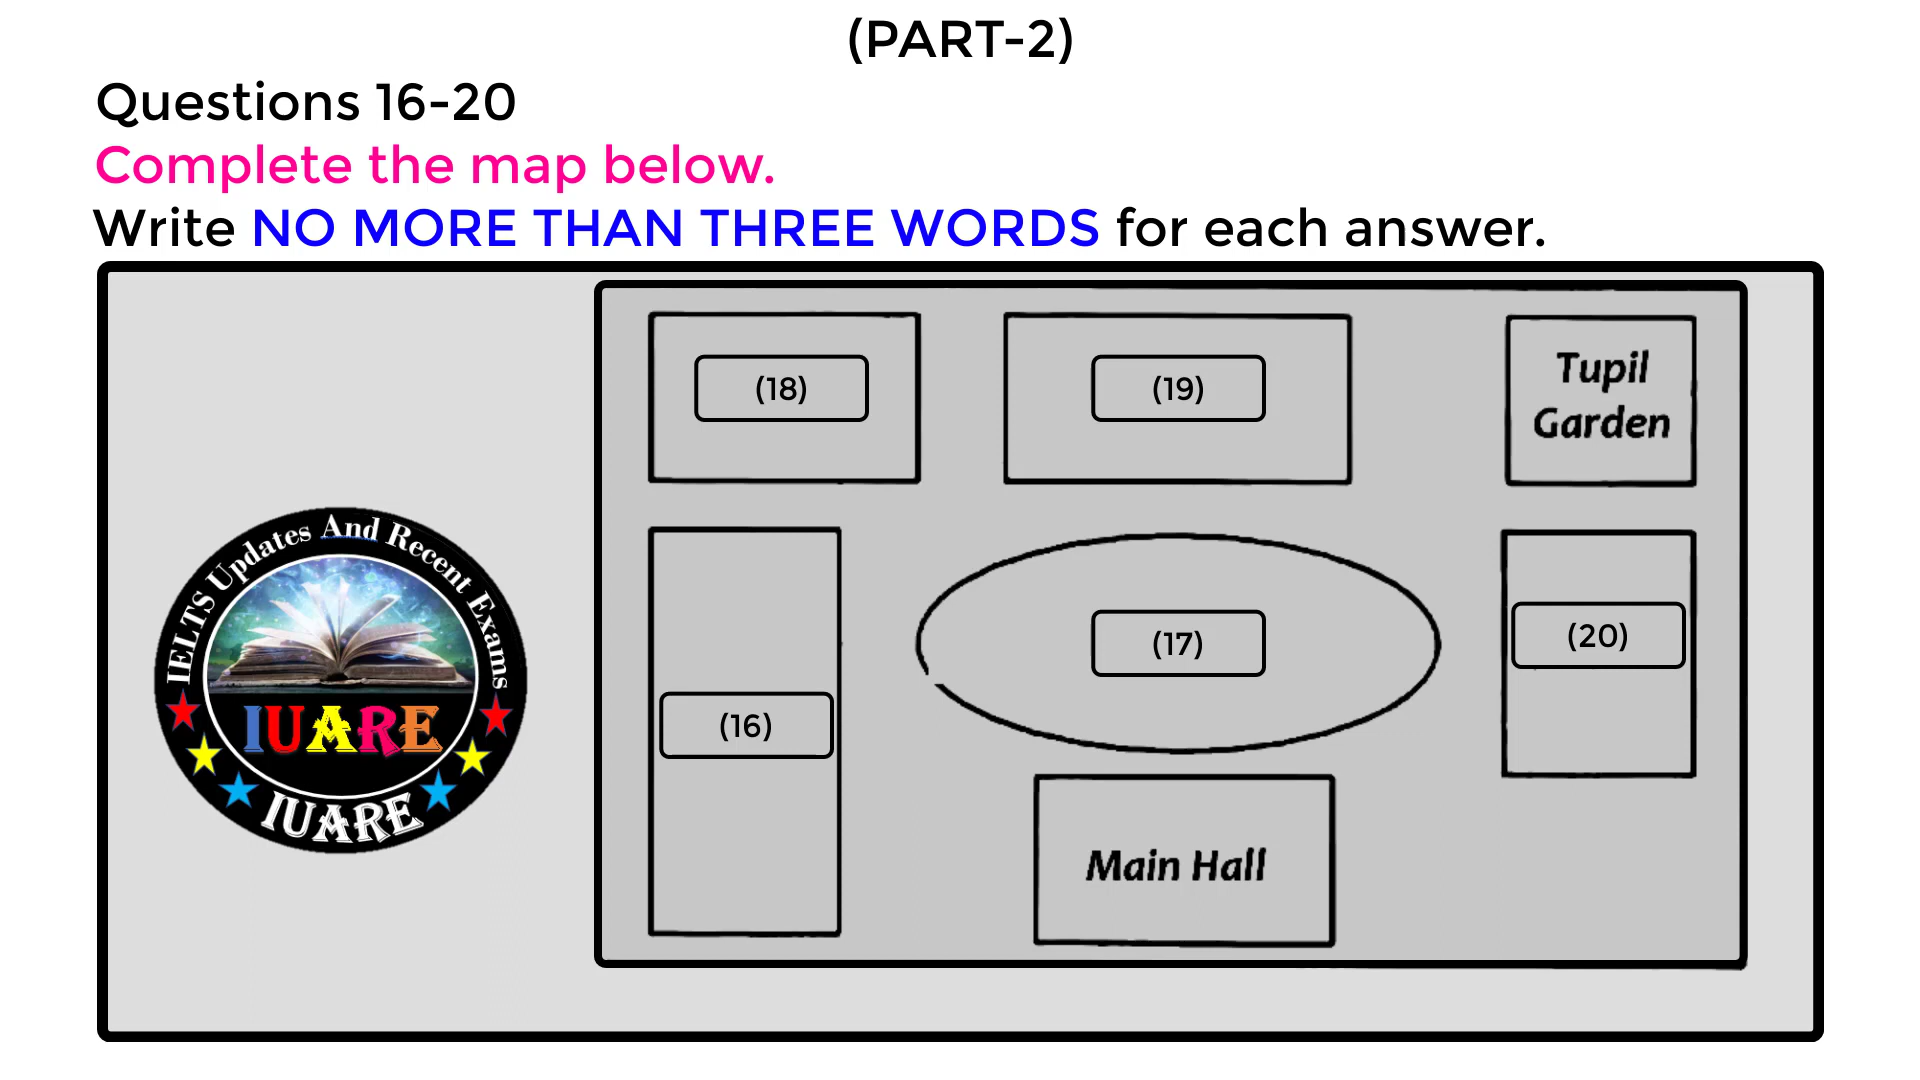 (PART-2)
Questions 16-20
Complete the map below.
Write NO MORE THAN THREE WORDS for each answer.
(18)
(19)
Tupil
Garden
IELTS Updates And Recent Exams
IUARE
IUARE
(16)
(17)
(20)
Main Hall